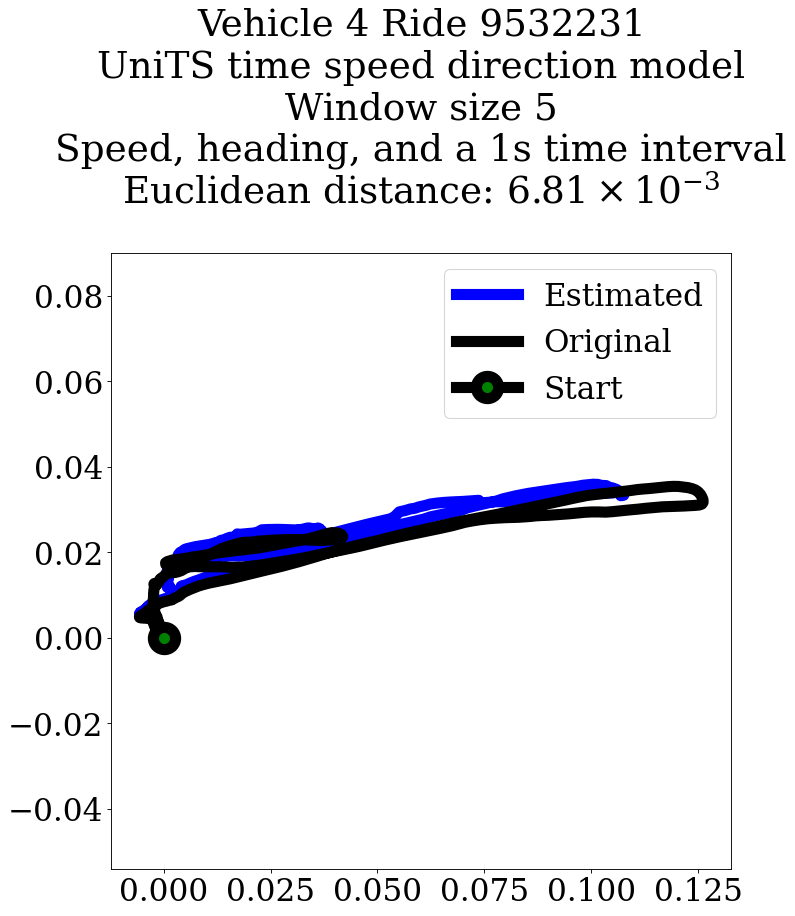 Vehicle 4 Ride 9532231
UniTS time speed direction model
Window size 5
Speed, heading, and a 1s time interval
Euclidean distance: 6.81 × 10⁻³
Estimated
Original
Start
0.08
0.06
0.04
0.02
0.00
−0.02
−0.04
0.000 0.025 0.050 0.075 0.100 0.125